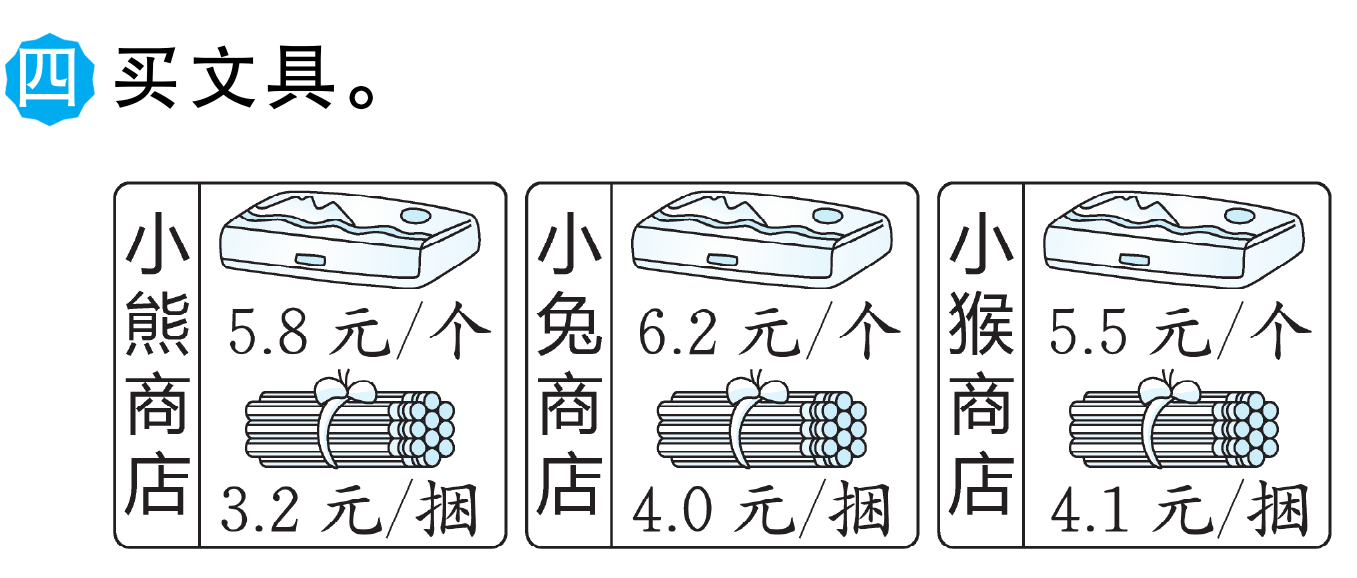 四 买文具。
小熊商店
5.8 元/个
3.2 元/捆
小兔商店
6.2 元/个
4.0 元/捆
小猴商店
5.5 元/个
4.1 元/捆